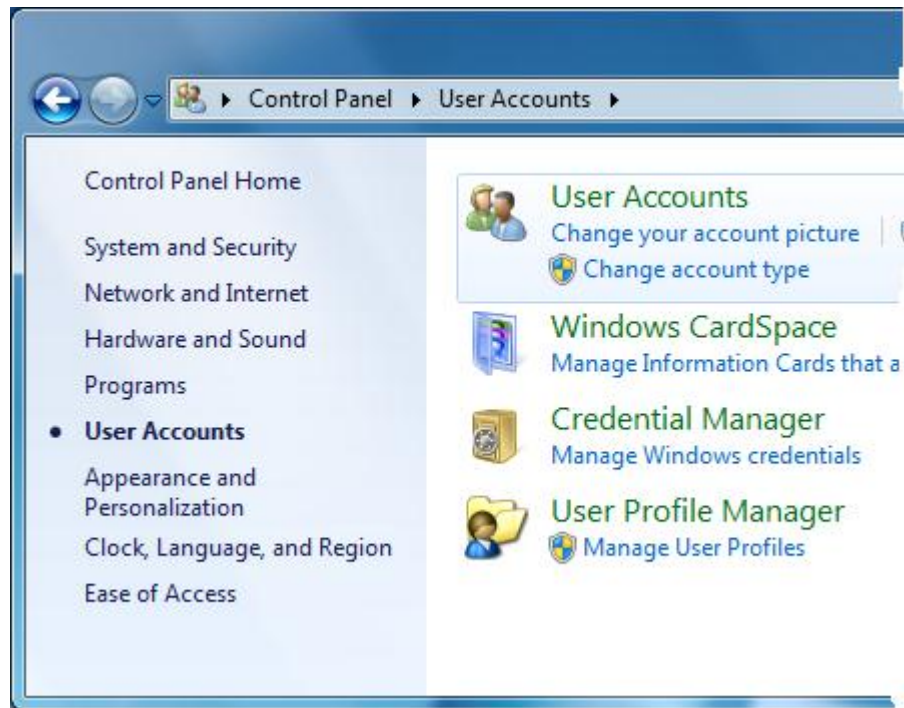 Control Panel User Accounts
Control Panel Home
System and Security
Network and Internet
Hardware and Sound
Programs
User Accounts
Appearance and
Personalization
Clock, Language, and Region
Ease of Access
User Accounts
Change your account picture
Change account type
Windows CardSpace
Manage Information Cards that a
Credential Manager
Manage Windows credentials
User Profile Manager
Manage User Profiles